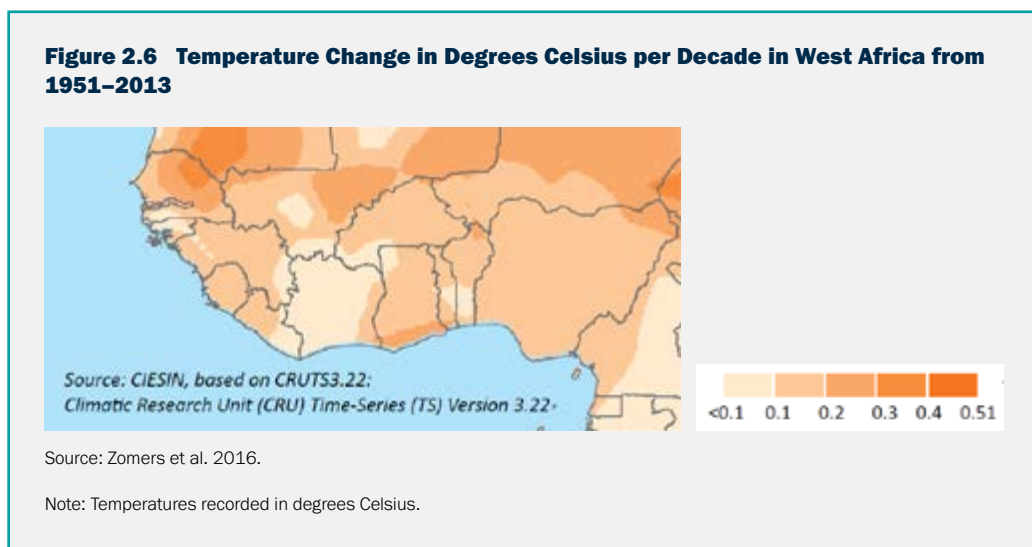 Figure 2.6 Temperature Change in Degrees Celsius per Decade in West Africa from
1951–2013
Source: CIESIN, based on CRUTS3.22:
Climatic Research Unit (CRU) Time-Series (TS) Version 3.22
<0.1 0.1 0.2 0.3 0.4 0.51
Source: Zomers et al. 2016.
Note: Temperatures recorded in degrees Celsius.